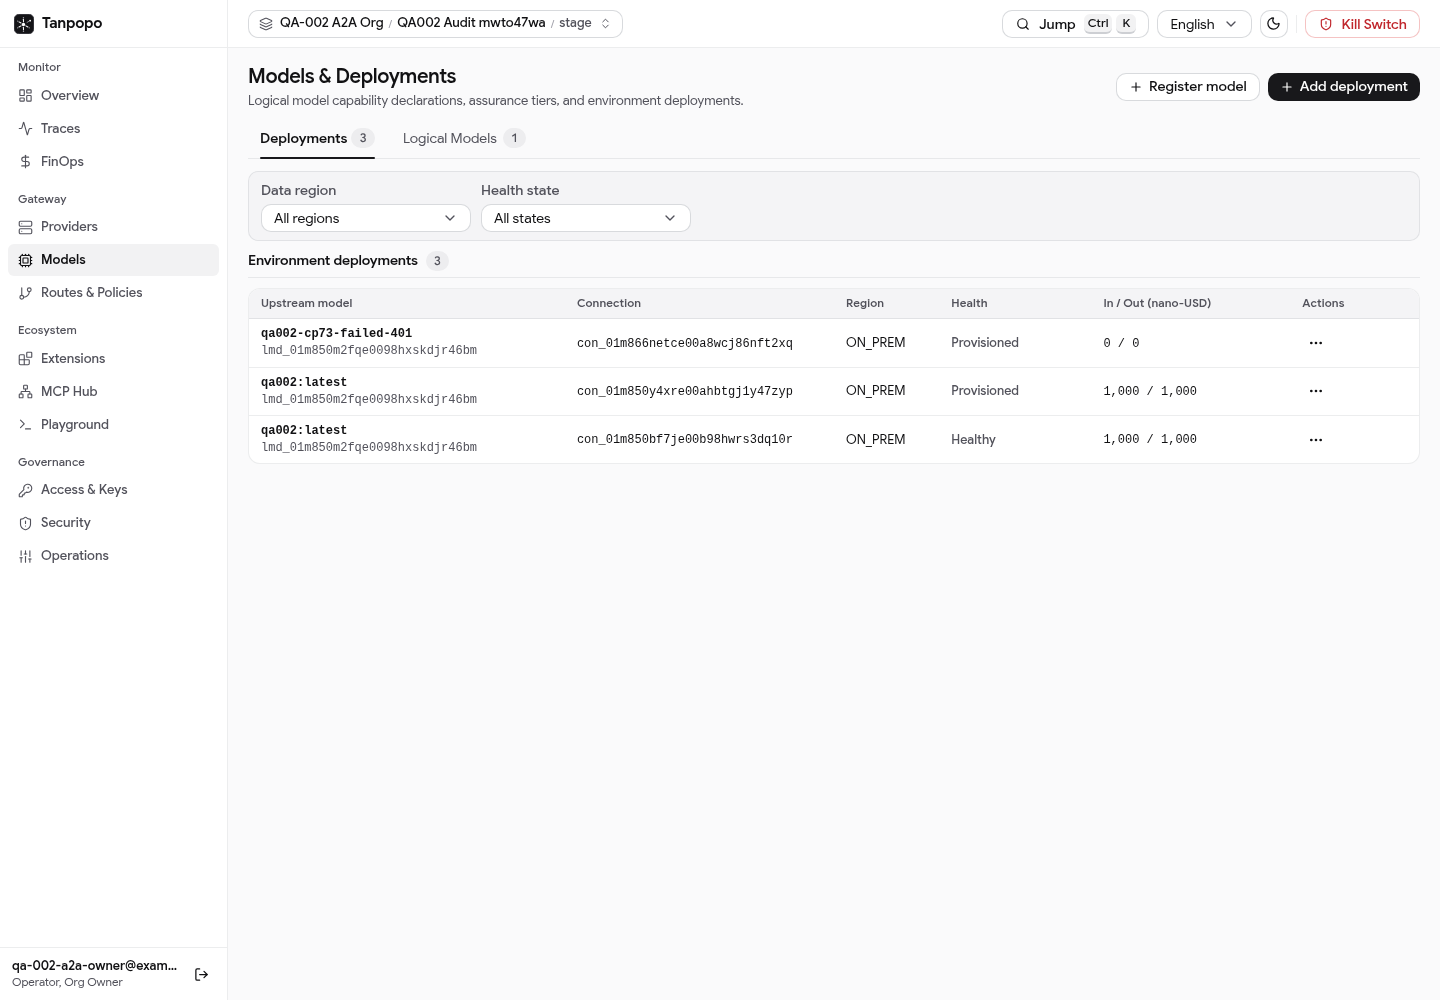 Tanpopo
QA-002 A2A Org / QA002 Audit mwto47wa / stage
Jump Ctrl K
English
Kill Switch
Monitor
Overview
Traces
FinOps
Gateway
Providers
Models
Routes & Policies
Ecosystem
Extensions
MCP Hub
Playground
Governance
Access & Keys
Security
Operations
qa-002-a2a-owner@exam...
Operator, Org Owner
Models & Deployments
Logical model capability declarations, assurance tiers, and environment deployments.
+ Register model
+ Add deployment
Deployments 3
Logical Models 1
Data region
Health state
All regions
All states
Environment deployments 3
Upstream model Connection Region Health In / Out (nano-USD) Actions
qa002-cp73-failed-401
lmd_01m850m2fqe0098hxskdjr46bm
con_01m866netce00a8wcj86nft2xq ON_PREM Provisioned 0 / 0
qa002:latest
lmd_01m850m2fqe0098hxskdjr46bm
con_01m850y4xre00ahbtgj1y47zyp ON_PREM Provisioned 1,000 / 1,000
qa002:latest
lmd_01m850m2fqe0098hxskdjr46bm
con_01m850bf7je00b98hwrs3dq10r ON_PREM Healthy 1,000 / 1,000